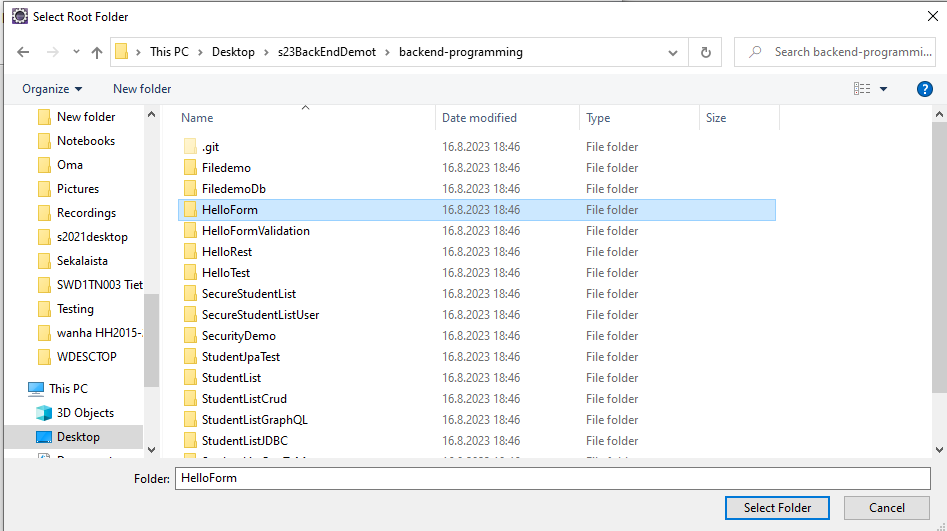 Select Root Folder
This PC > Desktop > s23BackEndDemot > backend-programming
Search backend-programming...
Organize
New folder
?
New folder
Notebooks
Oma
Pictures
Recordings
s2021desktop
Sekalaista
SWD1TN003 Tiet
Testing
wanha HH2015-.
WDESCTOP
This PC
3D Objects
Desktop
Name Date modified Type Size
.git 16.8.2023 18:46 File folder
Filedemo 16.8.2023 18:46 File folder
FiledemoDb 16.8.2023 18:46 File folder
HelloForm 16.8.2023 18:46 File folder
HelloFormValidation 16.8.2023 18:46 File folder
HelloRest 16.8.2023 18:46 File folder
HelloTest 16.8.2023 18:46 File folder
SecureStudentList 16.8.2023 18:46 File folder
SecureStudentListUser 16.8.2023 18:46 File folder
SecurityDemo 16.8.2023 18:46 File folder
StudentJpaTest 16.8.2023 18:46 File folder
StudentList 16.8.2023 18:46 File folder
StudentListCrud 16.8.2023 18:46 File folder
StudentListGraphQL 16.8.2023 18:46 File folder
StudentListJDBC 16.8.2023 18:46 File folder
Folder: HelloForm
Select Folder
Cancel